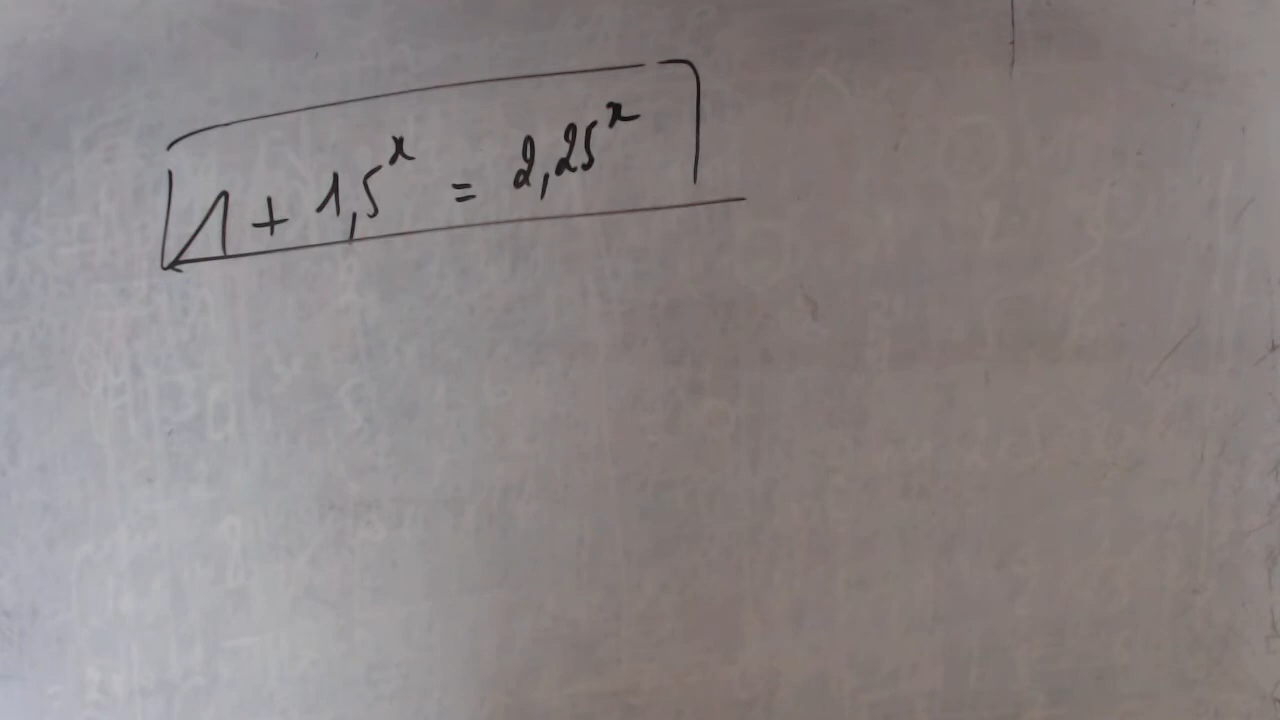 1 + 1,5^x = 2,25^x